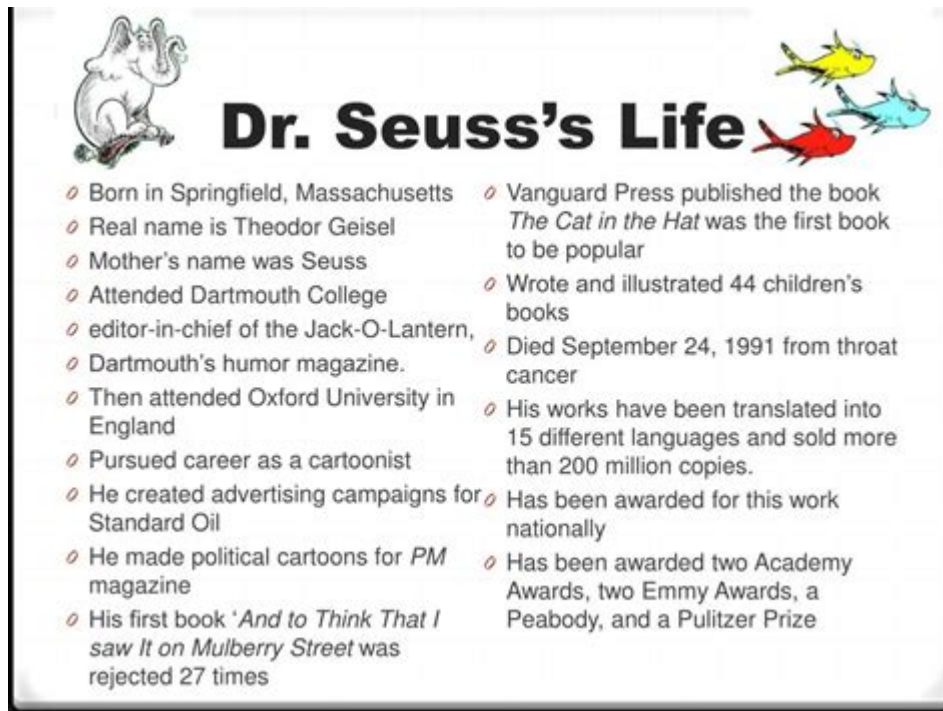 Dr. Seuss's Life
Born in Springfield, Massachusetts
Real name is Theodor Geisel
Mother's name was Seuss
Attended Dartmouth College
editor-in-chief of the Jack-O-Lantern,
Dartmouth's humor magazine.
Then attended Oxford University in
England
Pursued career as a cartoonist
He created advertising campaigns for
Standard Oil
He made political cartoons for PM
magazine
His first book ‘And to Think That I
saw It on Mulberry Street was
rejected 27 times
Vanguard Press published the book
The Cat in the Hat was the first book
to be popular
Wrote and illustrated 44 children's
books
Died September 24, 1991 from throat
cancer
His works have been translated into
15 different languages and sold more
than 200 million copies.
Has been awarded for this work
nationally
Has been awarded two Academy
Awards, two Emmy Awards, a
Peabody, and a Pulitzer Prize